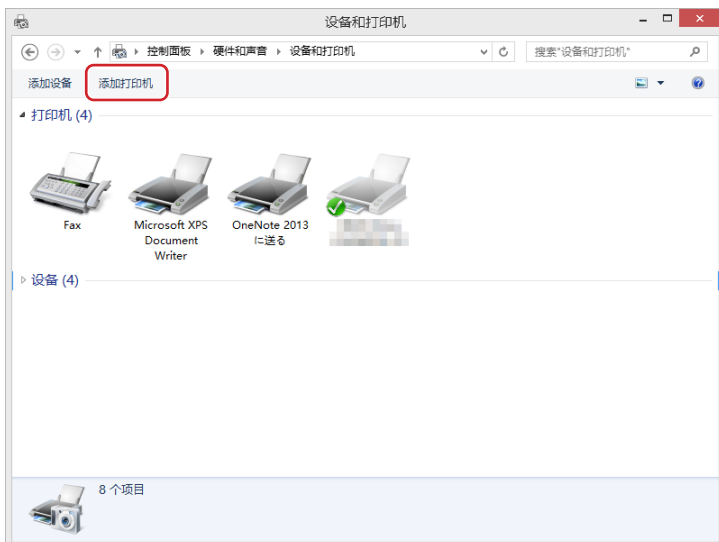 设备和打印机
控制面板 硬件和声音 设备和打印机
搜索"设备和打印机"
添加设备 添加打印机
打印机 (4)
Fax
Microsoft XPS
Document
Writer
OneNote 2013
に送る
设备 (4)
8 个项目